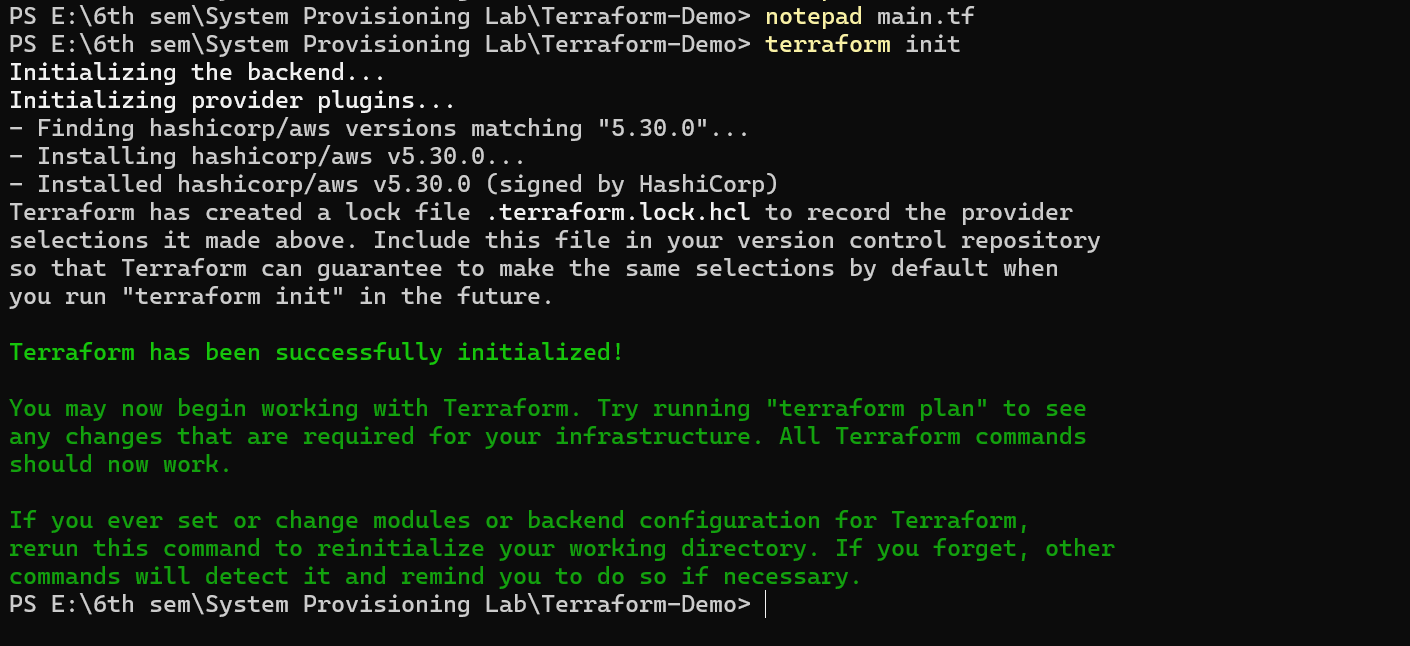 PS E:\6th sem\System Provisioning Lab\Terraform-Demo> notepad main.tf
PS E:\6th sem\System Provisioning Lab\Terraform-Demo> terraform init
Initializing the backend...
Initializing provider plugins...
- Finding hashicorp/aws versions matching "5.30.0"...
- Installing hashicorp/aws v5.30.0...
- Installed hashicorp/aws v5.30.0 (signed by HashiCorp)
Terraform has created a lock file .terraform.lock.hcl to record the provider
selections it made above. Include this file in your version control repository
so that Terraform can guarantee to make the same selections by default when
you run "terraform init" in the future.
Terraform has been successfully initialized!
You may now begin working with Terraform. Try running "terraform plan" to see
any changes that are required for your infrastructure. All Terraform commands
should now work.
If you ever set or change modules or backend configuration for Terraform,
rerun this command to reinitialize your working directory. If you forget, other
commands will detect it and remind you to do so if necessary.
PS E:\6th sem\System Provisioning Lab\Terraform-Demo>